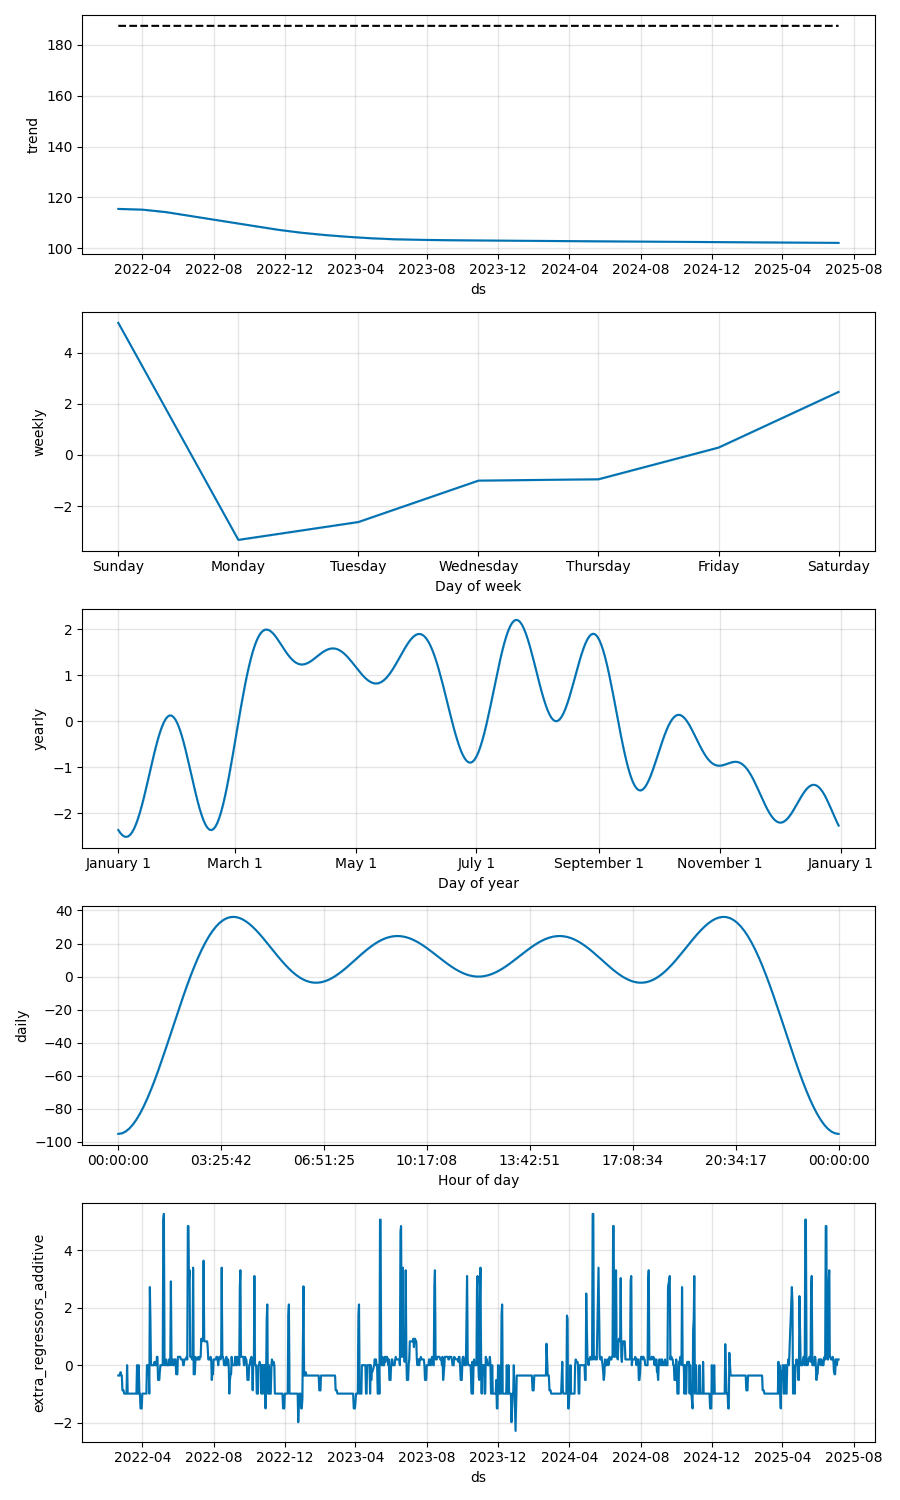 trend
180
160
140
120
100
2022-04 2022-08 2022-12 2023-04 2023-08 2023-12 2024-04 2024-08 2024-12 2025-04 2025-08
ds
weekly
4
2
0
−2
Sunday Monday Tuesday Wednesday Thursday Friday Saturday
Day of week
yearly
2
1
0
−1
−2
January 1 March 1 May 1 July 1 September 1 November 1 January 1
Day of year
daily
40
20
0
−20
−40
−60
−80
−100
00:00:00 03:25:42 06:51:25 10:17:08 13:42:51 17:08:34 20:34:17 00:00:00
Hour of day
extra_regressors_additive
4
2
0
−2
2022-04 2022-08 2022-12 2023-04 2023-08 2023-12 2024-04 2024-08 2024-12 2025-04 2025-08
ds